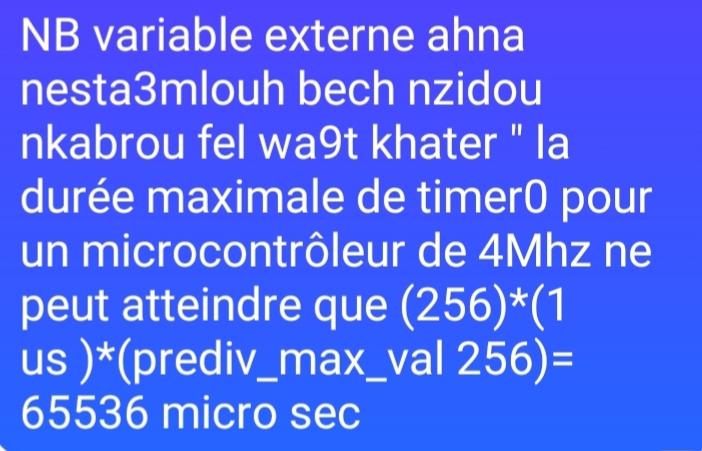 NB variable externe ahna
nesta3mlouh bech nzidou
nkabrou fel wa9t khater " la
durée maximale de timer0 pour
un microcontrôleur de 4Mhz ne
peut atteindre que (256)*(1
us )*(prediv_max_val 256)=
65536 micro sec